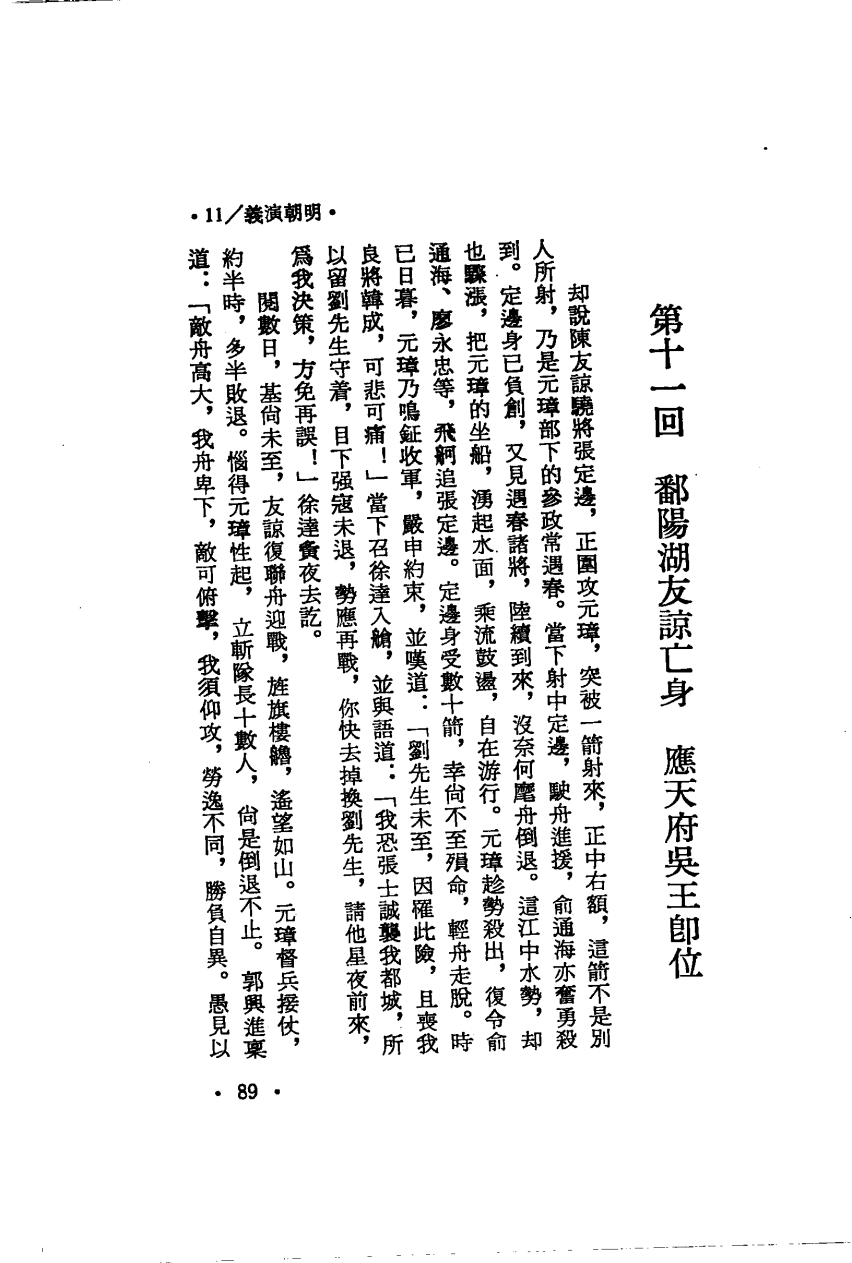 •11／義演朝明•
第十一回　鄱陽湖友諒亡身　應天府吳王卽位
却說陳友諒驍將張定邊，正圍攻元璋，突被一箭射來，正中右額，這箭不是別
人所射，乃是元璋部下的參政常遇春。當下射中定邊，駛舟進援，俞通海亦奮勇殺
到。定邊身已負創，又見遇春諸將，陸續到來，沒奈何麾舟倒退。這江中水勢，却
也驟漲，把元璋的坐船，湧起水面，乘流鼓盪，自在游行。元璋趁勢殺出，復令俞
通海、廖永忠等，飛舸追張定邊。定邊身受數十箭，幸尙不至殞命，輕舟走脫。時
已日暮，元璋乃鳴鉦收軍，嚴申約束，並嘆道：「劉先生未至，因罹此險，且喪我
良將韓成，可悲可痛！」當下召徐達入艙，並與語道：「我恐張士誠襲我都城，所
以留劉先生守着，目下强寇未退，勢應再戰，你快去掉換劉先生，請他星夜前來，
爲我決策，方免再誤！」徐達夤夜去訖。
閱數日，基尙未至，友諒復聯舟迎戰，旌旗樓艪，遙望如山。元璋督兵接仗，
約半時，多半敗退。惱得元璋性起，立斬隊長十數人，尙是倒退不止。郭興進稟
道：「敵舟高大，我舟卑下，敵可俯擊，我須仰攻，勞逸不同，勝負自異。愚見以
• 89 •